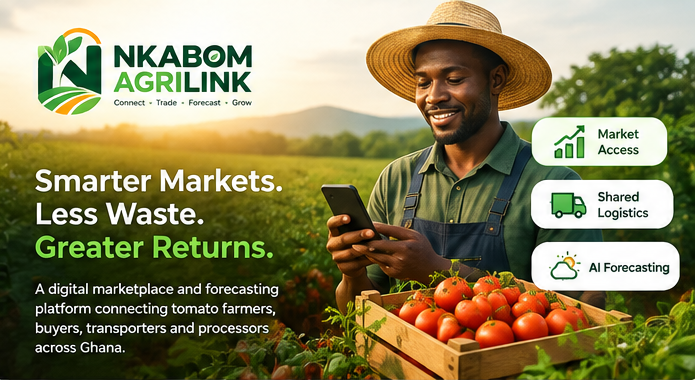 NKABOM
AGRILINK
Connect • Trade • Forecast • Grow
Smarter Markets.
Less Waste.
Greater Returns.
A digital marketplace and forecasting
platform connecting tomato farmers,
buyers, transporters and processors
across Ghana.
Market
Access
Shared
Logistics
AI Forecasting